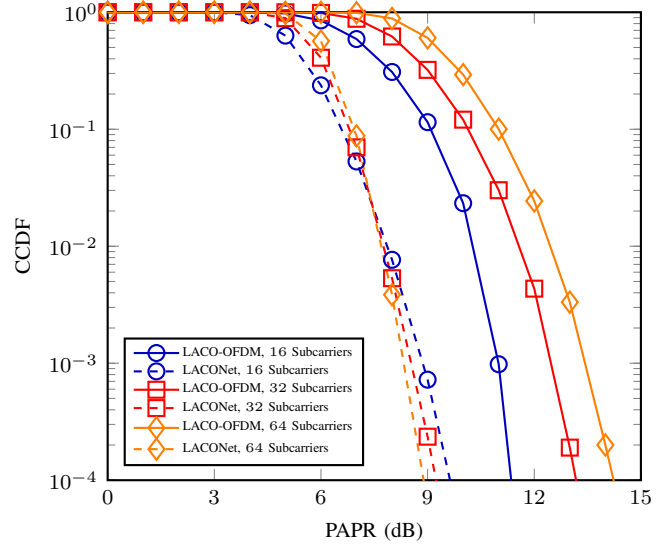 10^0
10^-1
10^-2
10^-3
10^-4
CCDF
LACO-OFDM, 16 Subcarriers
LACONet, 16 Subcarriers
LACO-OFDM, 32 Subcarriers
LACONet, 32 Subcarriers
LACO-OFDM, 64 Subcarriers
LACONet, 64 Subcarriers
0 3 6 9 12 15
PAPR (dB)